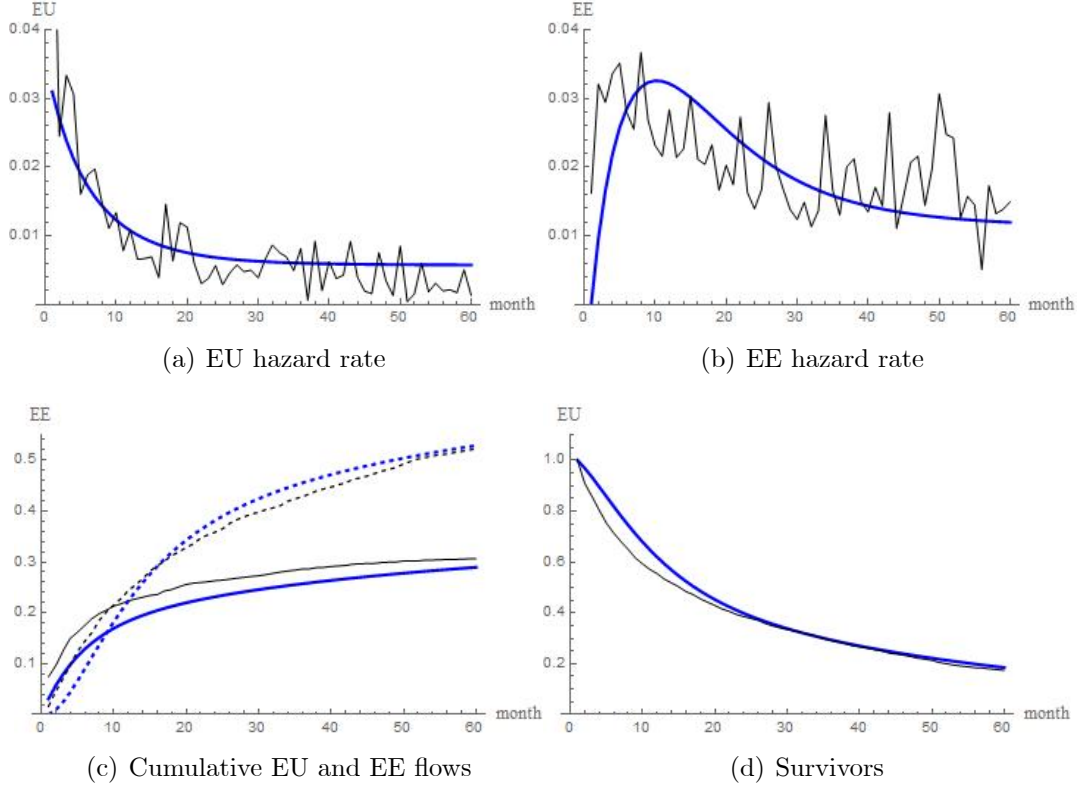 EU
0.04
0.03
0.02
0.01
0 10 20 30 40 50 60 month
(a) EU hazard rate
EE
0.04
0.03
0.02
0.01
0 10 20 30 40 50 60 month
(b) EE hazard rate
EE
0.5
0.4
0.3
0.2
0.1
0 10 20 30 40 50 60 month
(c) Cumulative EU and EE flows
EU
1.0
0.8
0.6
0.4
0.2
0 10 20 30 40 50 60 month
(d) Survivors